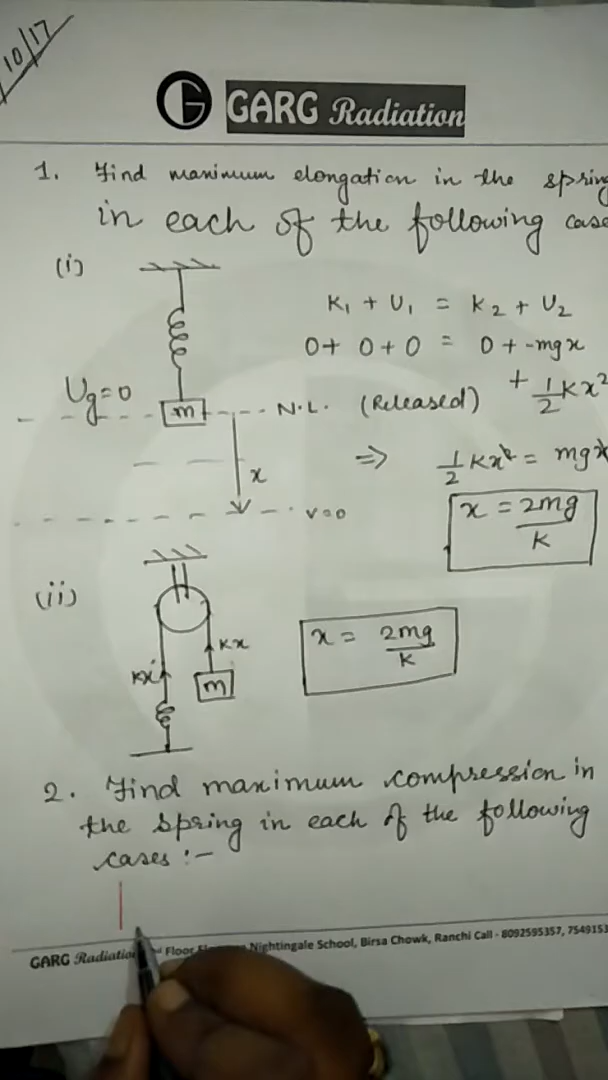 10/17
G GARG Radiation
1. Find maximum elongation in the spring
in each of the following case
(i)
K₁ + U₁ = K₂ + U₂
0 + 0 + 0 = 0 + -mgx
+ 1/2 Kx²
Ug=0
m
N.L. (Released)
x
⇒ 1/2 Kx² = mgx
v=0
x = 2mg/K
(ii)
Kx
Kx
m
x = 2mg/K
2. Find maximum compression in
the spring in each of the following
cases :-
GARG Radiation Floor Nightingale School, Birsa Chowk, Ranchi Call - 8092595357, 7549153